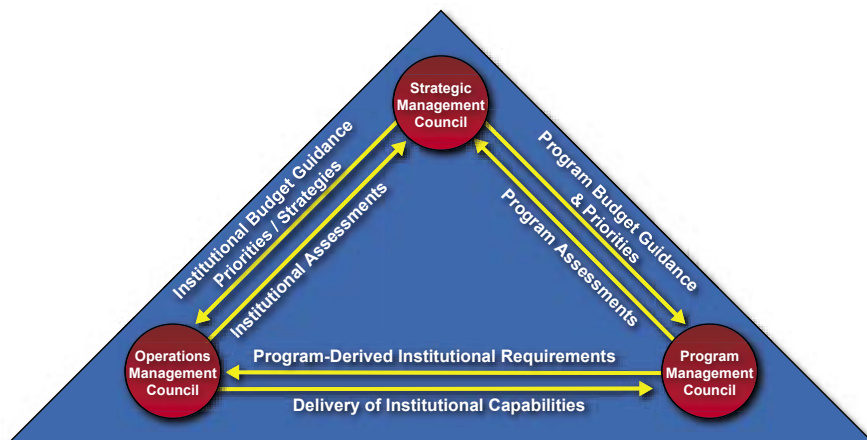 Strategic
Management
Council
Institutional Budget Guidance
Priorities / Strategies
Institutional Assessments
Program Budget Guidance
& Priorities
Program Assessments
Operations
Management
Council
Program-Derived Institutional Requirements
Delivery of Institutional Capabilities
Program
Management
Council